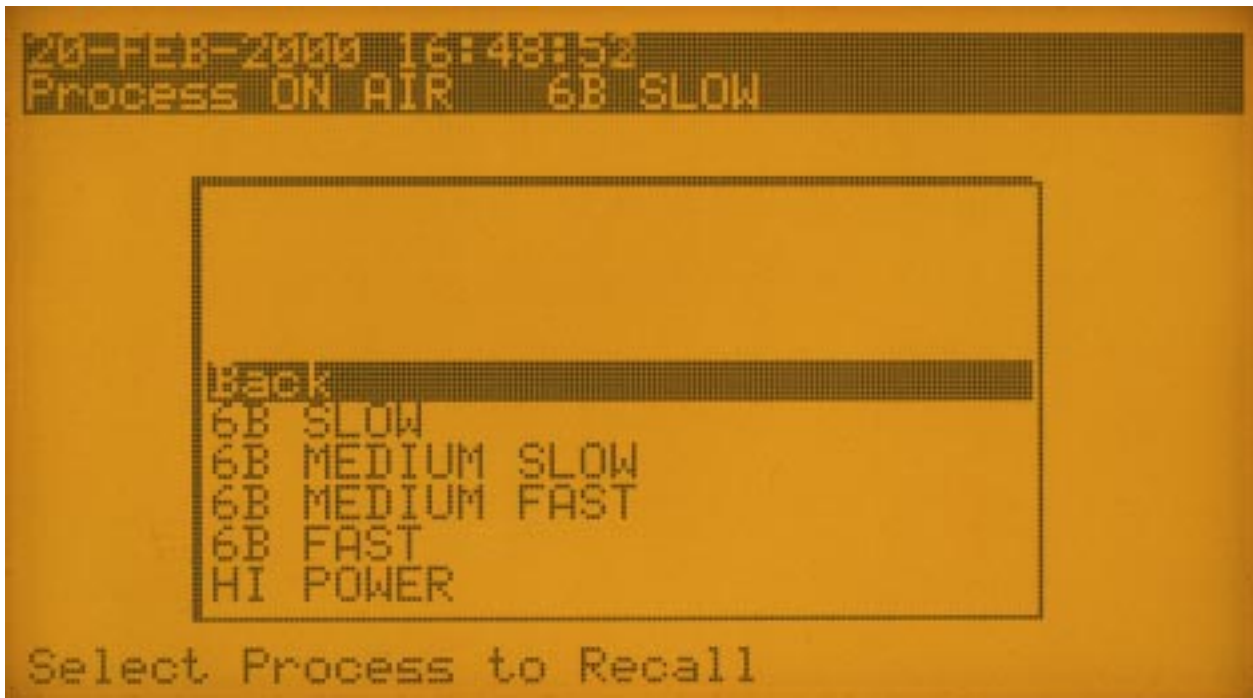 20-FEB-2000 16:48:52
Process ON AIR 6B SLOW
Back
6B SLOW
6B MEDIUM SLOW
6B MEDIUM FAST
6B FAST
HI POWER
Select Process to Recall